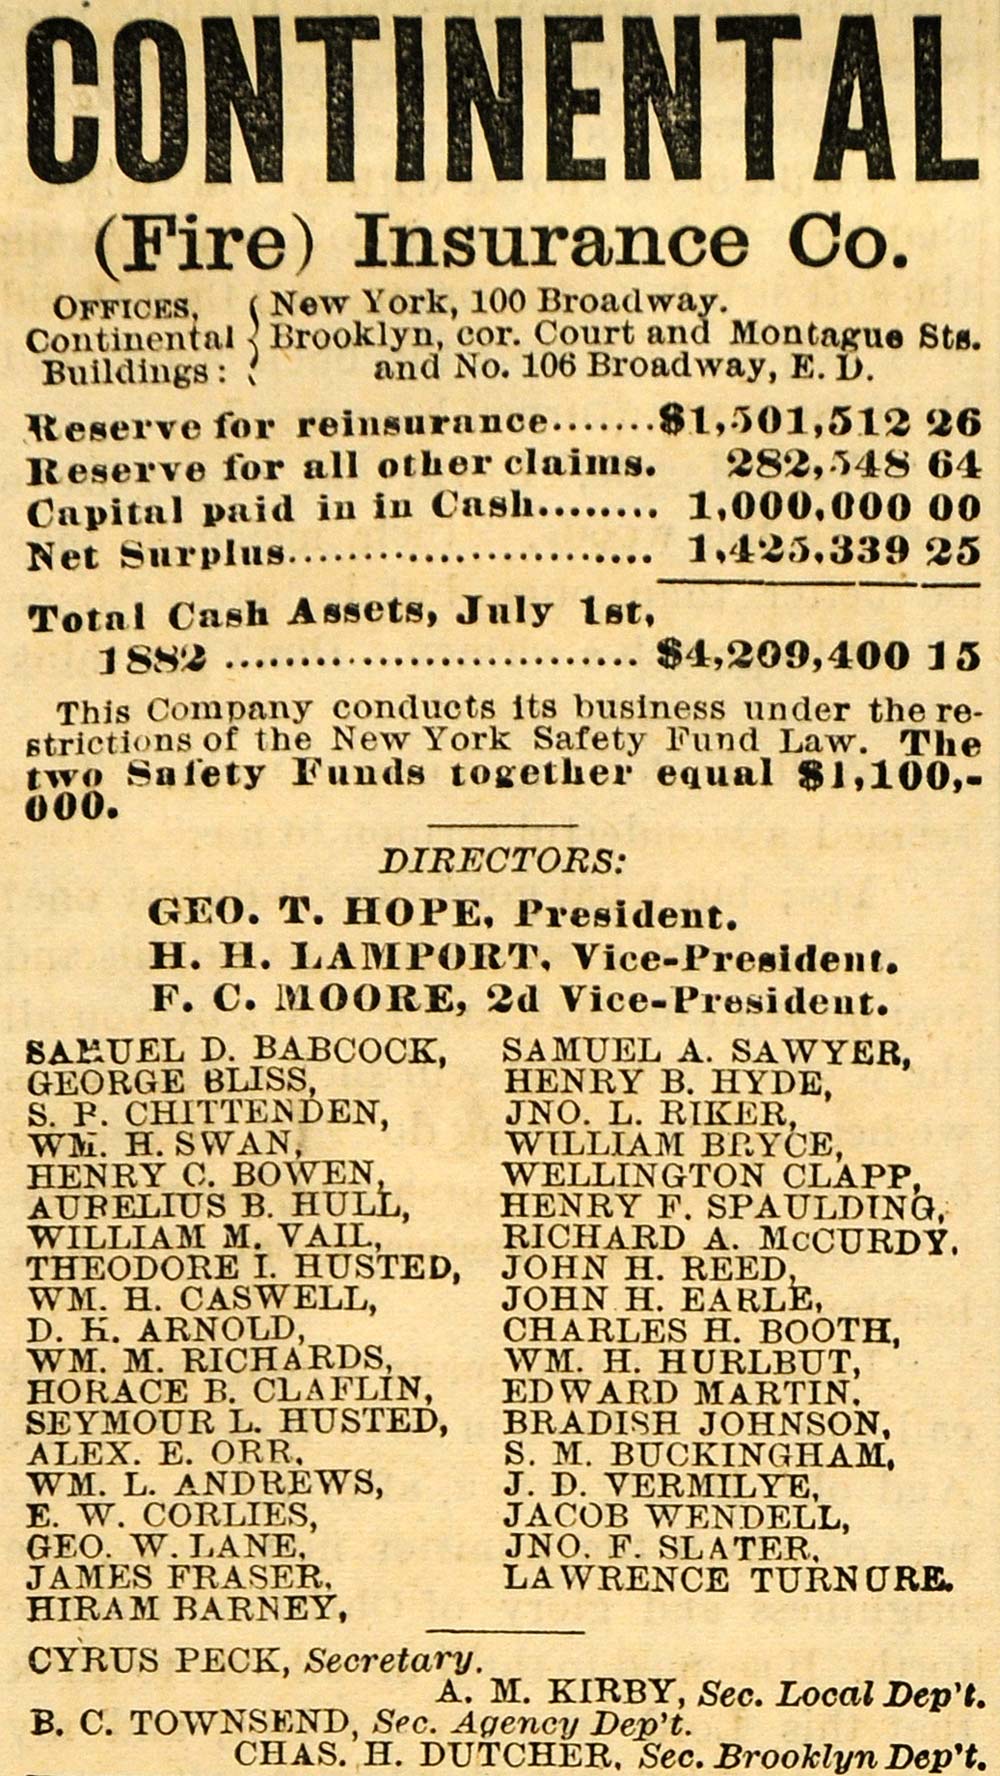 CONTINENTAL
(Fire) Insurance Co.
OFFICES, Continental Buildings:
New York, 100 Broadway.
Brooklyn, cor. Court and Montague Sts.
and No. 106 Broadway, E. D.
Reserve for reinsurance.......$1,501,512 26
Reserve for all other claims. 282,548 64
Capital paid in in Cash........ 1,000,000 00
Net Surplus........................ 1,425,339 25
Total Cash Assets, July 1st,
1882 ........................... $4,209,400 15
This Company conducts its business under the re-
strictions of the New York Safety Fund Law. The
two Safety Funds together equal $1,100,-
000.
DIRECTORS:
GEO. T. HOPE, President.
H. H. LAMPORT, Vice-President.
F. C. MOORE, 2d Vice-President.
SAMUEL D. BABCOCK,
GEORGE BLISS,
S. P. CHITTENDEN,
WM. H. SWAN,
HENRY C. BOWEN,
AURELIUS B. HULL,
WILLIAM M. VAIL,
THEODORE I. HUSTED,
WM. H. CASWELL,
D. H. ARNOLD,
WM. M. RICHARDS,
HORACE B. CLAFLIN,
SEYMOUR L. HUSTED,
ALEX. E. ORR,
WM. L. ANDREWS,
E. W. CORLIES,
GEO. W. LANE,
JAMES FRASER,
HIRAM BARNEY,
SAMUEL A. SAWYER,
HENRY B. HYDE,
JNO. L. RIKER,
WILLIAM BRYCE,
WELLINGTON CLAPP,
HENRY F. SPAULDING,
RICHARD A. McCURDY,
JOHN H. REED,
JOHN H. EARLE,
CHARLES H. BOOTH,
WM. H. HURLBUT,
EDWARD MARTIN,
BRADISH JOHNSON,
S. M. BUCKINGHAM,
J. D. VERMILYE,
JACOB WENDELL,
JNO. F. SLATER,
LAWRENCE TURNURE.
CYRUS PECK, Secretary.
A. M. KIRBY, Sec. Local Dep't.
B. C. TOWNSEND, Sec. Agency Dep't.
CHAS. H. DUTCHER, Sec. Brooklyn Dep't.